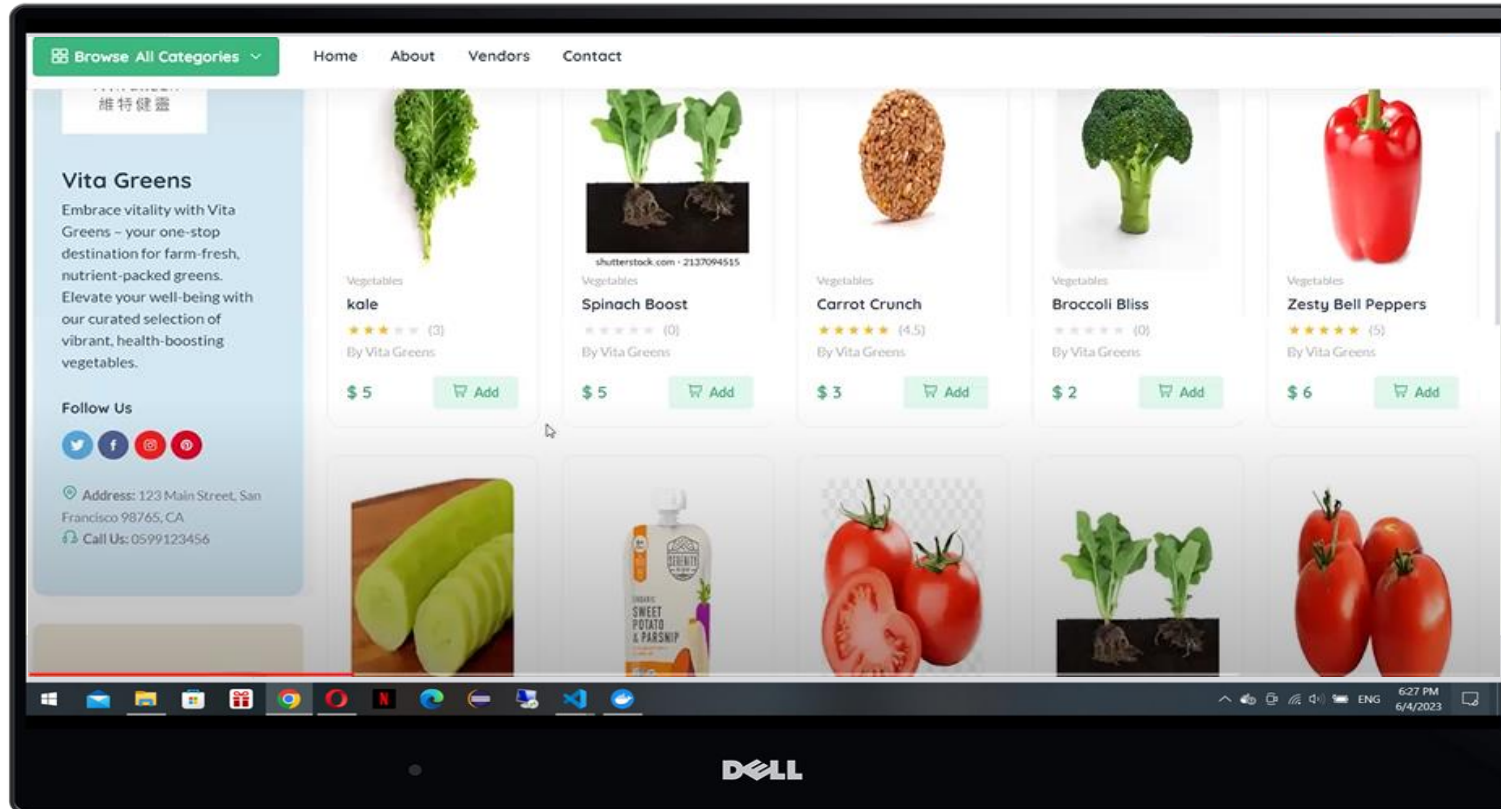 Browse All Categories
Home About Vendors Contact
維特健靈
Vita Greens
Embrace vitality with Vita
Greens – your one-stop
destination for farm-fresh,
nutrient-packed greens.
Elevate your well-being with
our curated selection of
vibrant, health-boosting
vegetables.
Follow Us
Address: 123 Main Street, San
Francisco 98765, CA
Call Us: 0599123456
shutterstock.com · 2137094515
Vegetables Vegetables Vegetables Vegetables Vegetables
kale Spinach Boost Carrot Crunch Broccoli Bliss Zesty Bell Peppers
(3) (0) (4.5) (0) (5)
By Vita Greens By Vita Greens By Vita Greens By Vita Greens By Vita Greens
$ 5 Add $ 5 Add $ 3 Add $ 2 Add $ 6 Add
SERENITY
ORGANIC
SWEET
POTATO
& PARSNIP
ENG 6:27 PM
6/4/2023
DELL